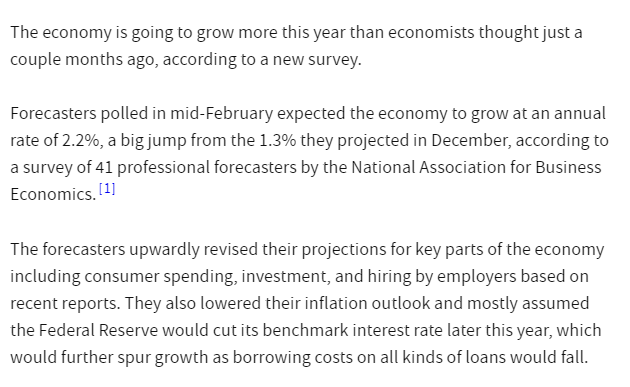 The economy is going to grow more this year than economists thought just a
couple months ago, according to a new survey.
Forecasters polled in mid-February expected the economy to grow at an annual
rate of 2.2%, a big jump from the 1.3% they projected in December, according to
a survey of 41 professional forecasters by the National Association for Business
Economics. [1]
The forecasters upwardly revised their projections for key parts of the economy
including consumer spending, investment, and hiring by employers based on
recent reports. They also lowered their inflation outlook and mostly assumed
the Federal Reserve would cut its benchmark interest rate later this year, which
would further spur growth as borrowing costs on all kinds of loans would fall.